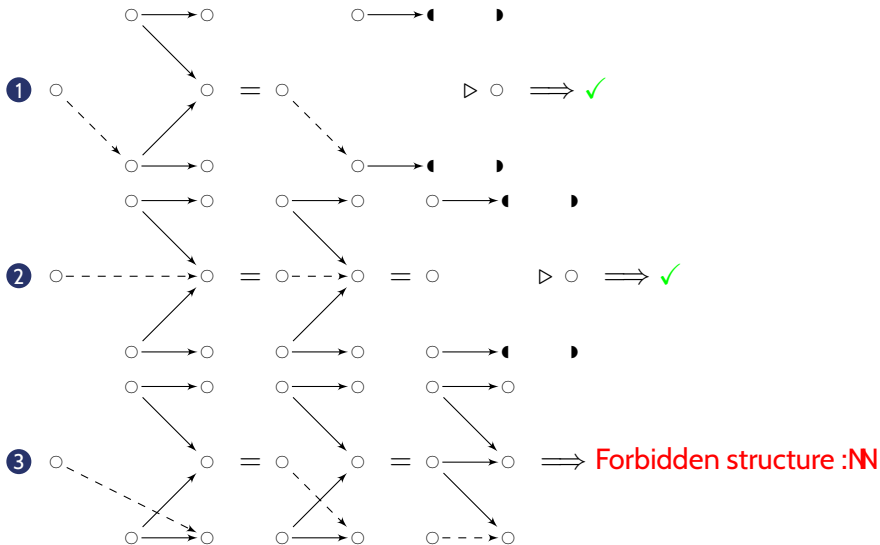 1 = ⟹ ✓
2 = = ⟹ ✓
3 = = ⟹ Forbidden structure :NN